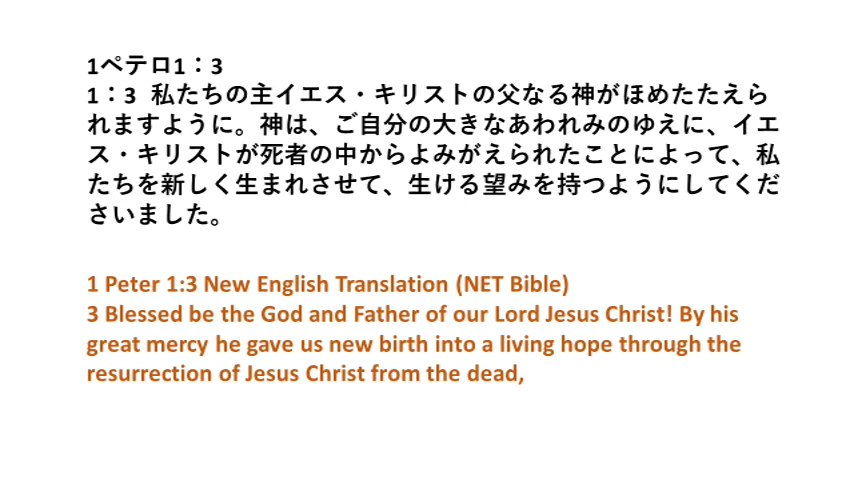 1ペテロ1：3
1：3 私たちの主イエス・キリストの父なる神がほめたたえら
れますように。神は、ご自分の大きなあわれみのゆえに、イエ
ス・キリストが死者の中からよみがえられたことによって、私
たちを新しく生まれさせて、生ける望みを持つようにしてくだ
さいました。
1 Peter 1:3 New English Translation (NET Bible)
3 Blessed be the God and Father of our Lord Jesus Christ! By his
great mercy he gave us new birth into a living hope through the
resurrection of Jesus Christ from the dead,